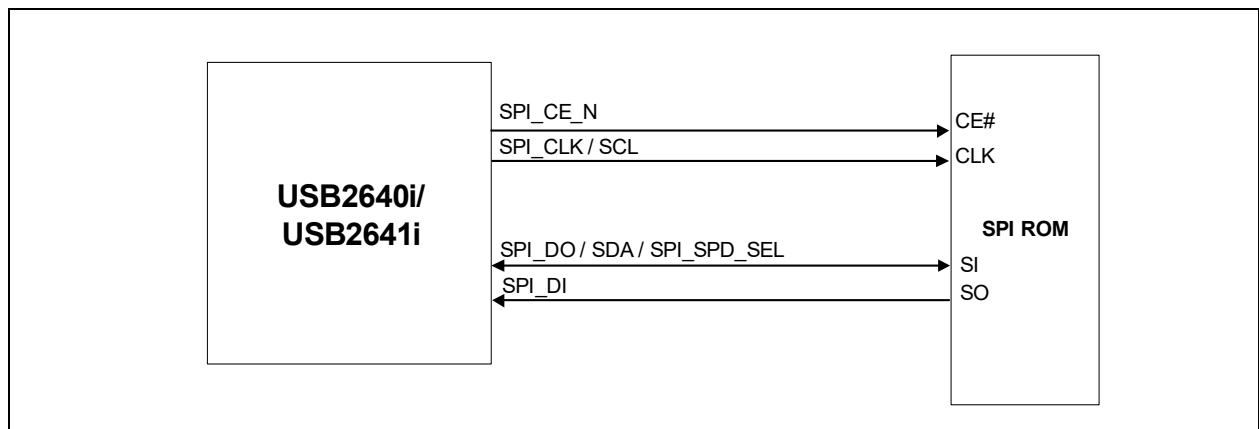 SPI_CE_N
CE#
SPI_CLK / SCL
CLK
USB2640i/
USB2641i
SPI ROM
SPI_DO / SDA / SPI_SPD_SEL
SI
SPI_DI
SO